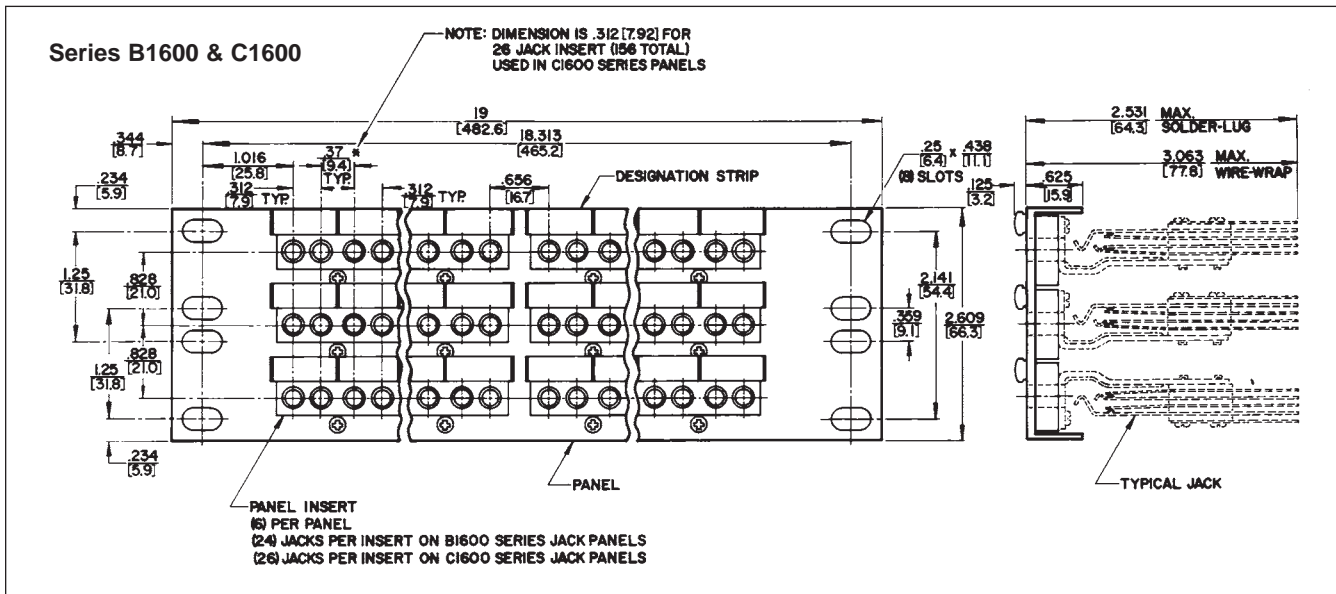 Series B1600 & C1600
NOTE: DIMENSION IS .312 [7.92] FOR
26 JACK INSERT (156 TOTAL)
USED IN C1600 SERIES PANELS
19
[482.6]
18.313
[465.2]
.344
[8.7]
1.016
[25.8]
.37 *
[9.4]
TYP.
.312
[7.9] TYP.
.312
[7.9] TYP.
.656
[16.7]
DESIGNATION STRIP
.25 x .438
[6.4] [11.1]
(8) SLOTS
.234
[5.9]
1.25
[31.8]
.828
[21.0]
.828
[21.0]
1.25
[31.8]
.234
[5.9]
2.141
[54.4]
.359
[9.1]
2.609
[66.3]
2.531 MAX.
[64.3] SOLDER-LUG
3.063 MAX.
[77.8] WIRE-WRAP
.125
[3.2]
.625
[15.9]
PANEL
TYPICAL JACK
PANEL INSERT
(6) PER PANEL
(24) JACKS PER INSERT ON B1600 SERIES JACK PANELS
(26) JACKS PER INSERT ON C1600 SERIES JACK PANELS